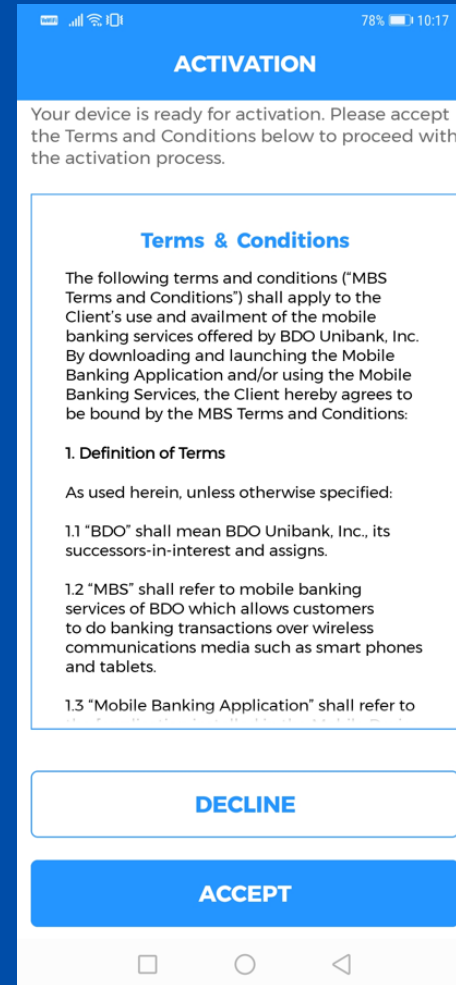 78% 10:17
ACTIVATION
Your device is ready for activation. Please accept
the Terms and Conditions below to proceed with
the activation process.
Terms & Conditions
The following terms and conditions (“MBS
Terms and Conditions”) shall apply to the
Client’s use and availment of the mobile
banking services offered by BDO Unibank, Inc.
By downloading and launching the Mobile
Banking Application and/or using the Mobile
Banking Services, the Client hereby agrees to
be bound by the MBS Terms and Conditions:
1. Definition of Terms
As used herein, unless otherwise specified:
1.1 “BDO” shall mean BDO Unibank, Inc., its
successors-in-interest and assigns.
1.2 “MBS” shall refer to mobile banking
services of BDO which allows customers
to do banking transactions over wireless
communications media such as smart phones
and tablets.
1.3 “Mobile Banking Application” shall refer to
DECLINE
ACCEPT